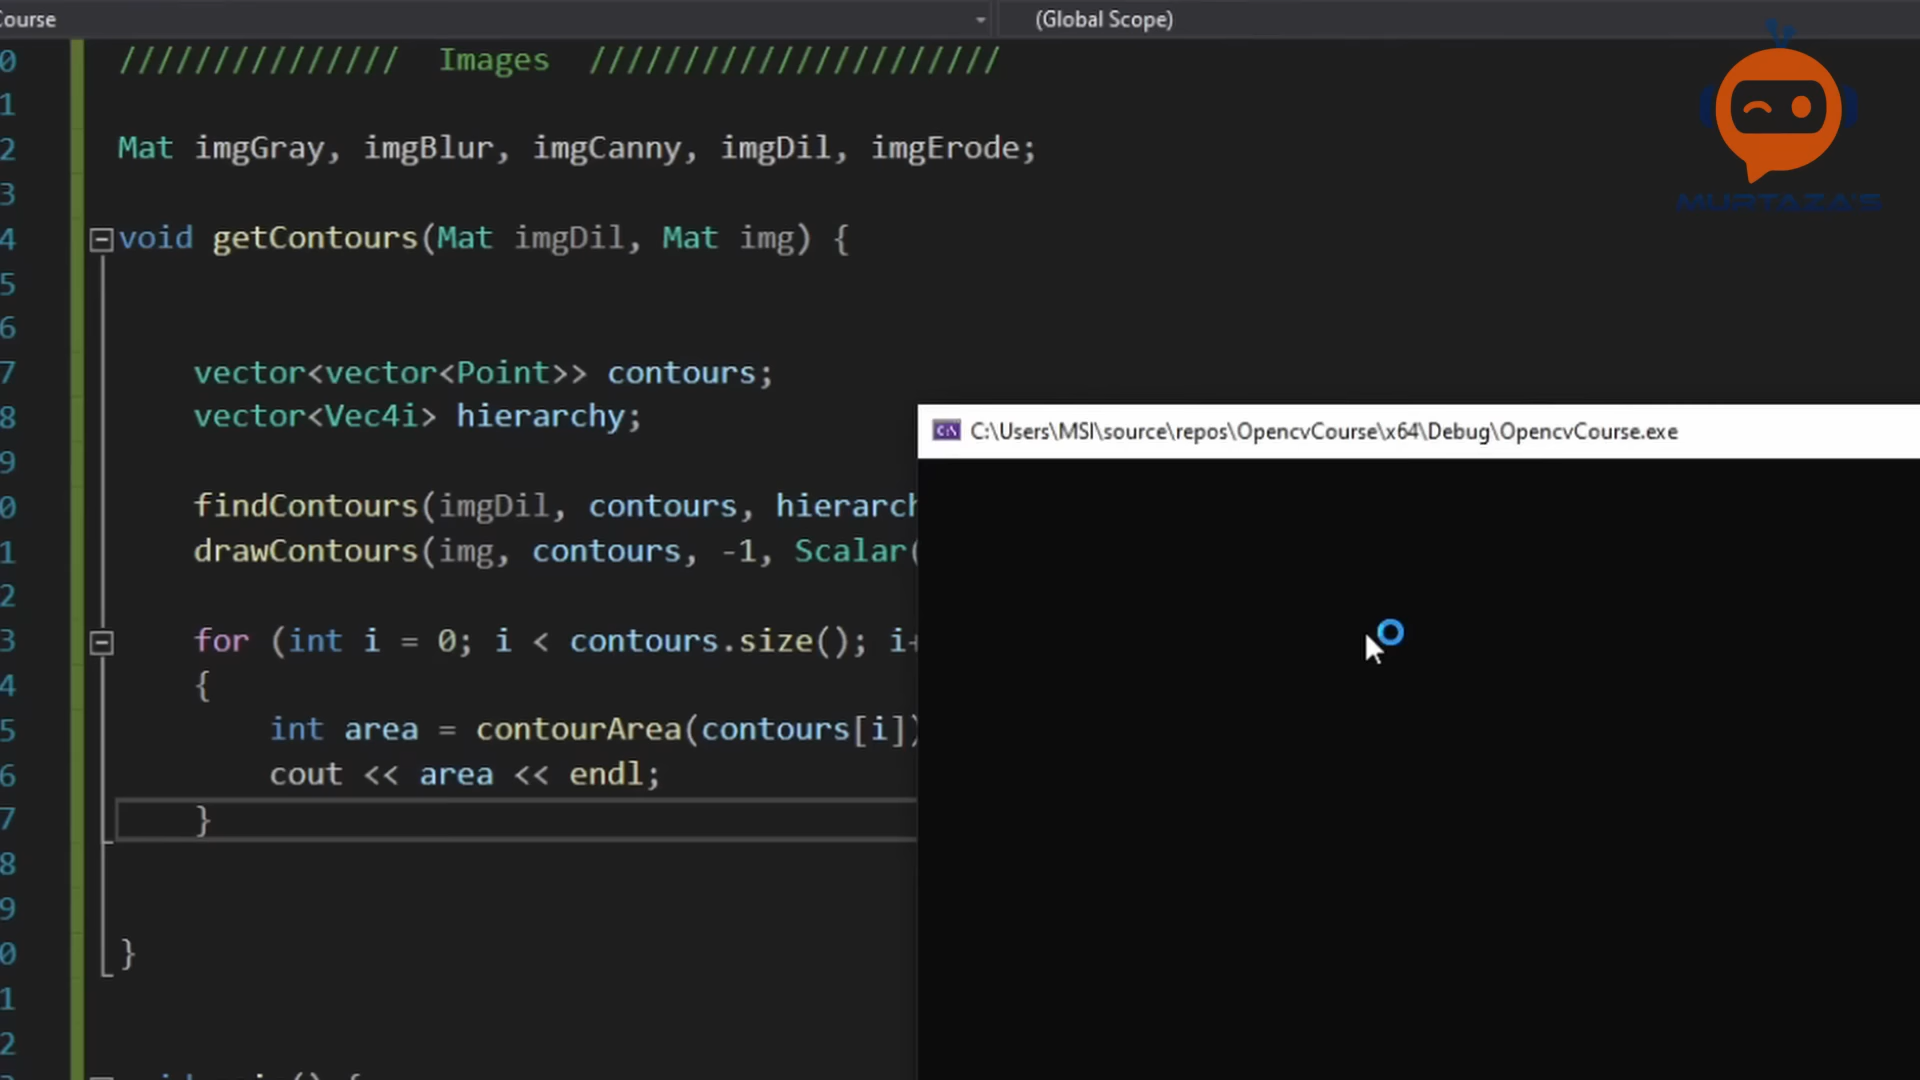 Course
(Global Scope)
0 /////////////// Images //////////////////////
1
2 Mat imgGray, imgBlur, imgCanny, imgDil, imgErode;
3
4 void getContours(Mat imgDil, Mat img) {
5
6
7 vector<vector<Point>> contours;
8 vector<Vec4i> hierarchy;
9
0 findContours(imgDil, contours, hierarch
1 drawContours(img, contours, -1, Scalar(
2
3 for (int i = 0; i < contours.size(); i+
4 {
5 int area = contourArea(contours[i])
6 cout << area << endl;
7 }
8
9
0 }
1
2
C:\Users\MSI\source\repos\OpencvCourse\x64\Debug\OpencvCourse.exe
MURTAZA'S